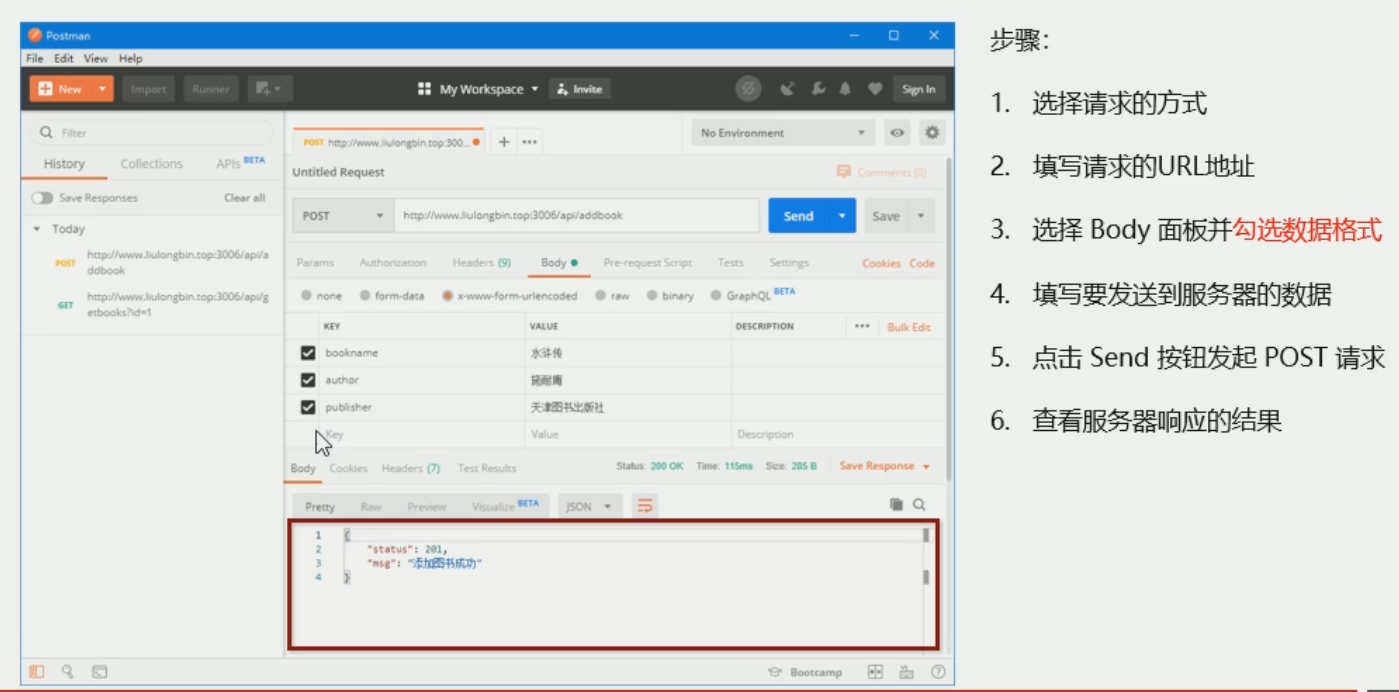 Postman
File Edit View Help
New Import Runner My Workspace Invite Sign In
Filter
History Collections APIs BETA
Save Responses Clear all
Today
POST http://www.liulongbin.top:3006/api/a
ddbook
GET http://www.liulongbin.top:3006/api/g
etbooks?id=1
POST http://www.liulongbin.top:300... + ••• No Environment
Untitled Request Comments (0)
POST http://www.liulongbin.top:3006/api/addbook Send Save
Params Authorization Headers (9) Body Pre-request Script Tests Settings Cookies Code
none form-data x-www-form-urlencoded raw binary GraphQL BETA
KEY VALUE DESCRIPTION ••• Bulk Edit
bookname 水浒传
author 施耐庵
publisher 天津图书出版社
Key Value Description
Body Cookies Headers (7) Test Results Status: 200 OK Time: 115ms Size: 285 B Save Response
Pretty Raw Preview Visualize BETA JSON
1 {
2 "status": 201,
3 "msg": "添加图书成功"
4 }
Bootcamp
步骤：
1. 选择请求的方式
2. 填写请求的URL地址
3. 选择 Body 面板并勾选数据格式
4. 填写要发送到服务器的数据
5. 点击 Send 按钮发起 POST 请求
6. 查看服务器响应的结果